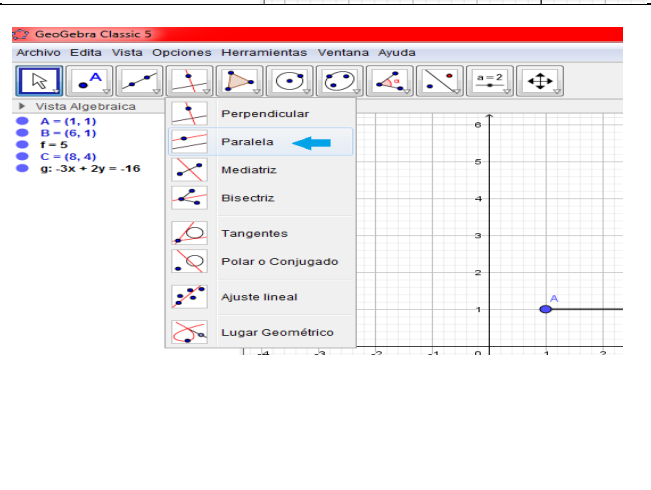 GeoGebra Classic 5
Archivo Edita Vista Opciones Herramientas Ventana Ayuda
A
α
a = 2
Vista Algebraica
A = (1, 1)
B = (6, 1)
f = 5
C = (8, 4)
g: -3x + 2y = -16
Perpendicular
Paralela
Mediatriz
Bisectriz
Tangentes
Polar o Conjugado
Ajuste lineal
Lugar Geométrico
6
5
4
3
2
A
1
-4 -3 -2 -1 0 1 2